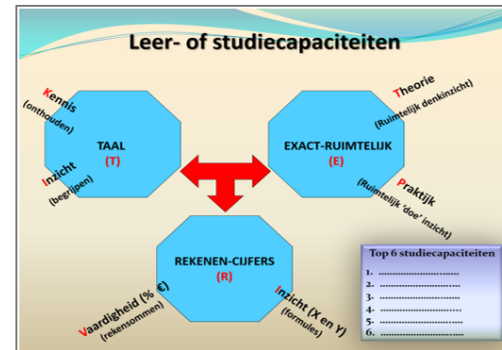 Leer- of studiecapaciteiten
Kennis
(onthouden)
TAAL
(T)
Inzicht
(begrijpen)
Theorie
(Ruimtelijk denkinzicht)
EXACT-RUIMTELIJK
(E)
Praktijk
(Ruimtelijk 'doe' inzicht)
REKENEN-CIJFERS
(R)
Vaardigheid (% €)
(rekensommen)
Inzicht (X en Y)
(formules)
Top 6 studiecapaciteiten
1. ..........................
2. ..........................
3. ..........................
4. ..........................
5. ..........................
6. ..........................